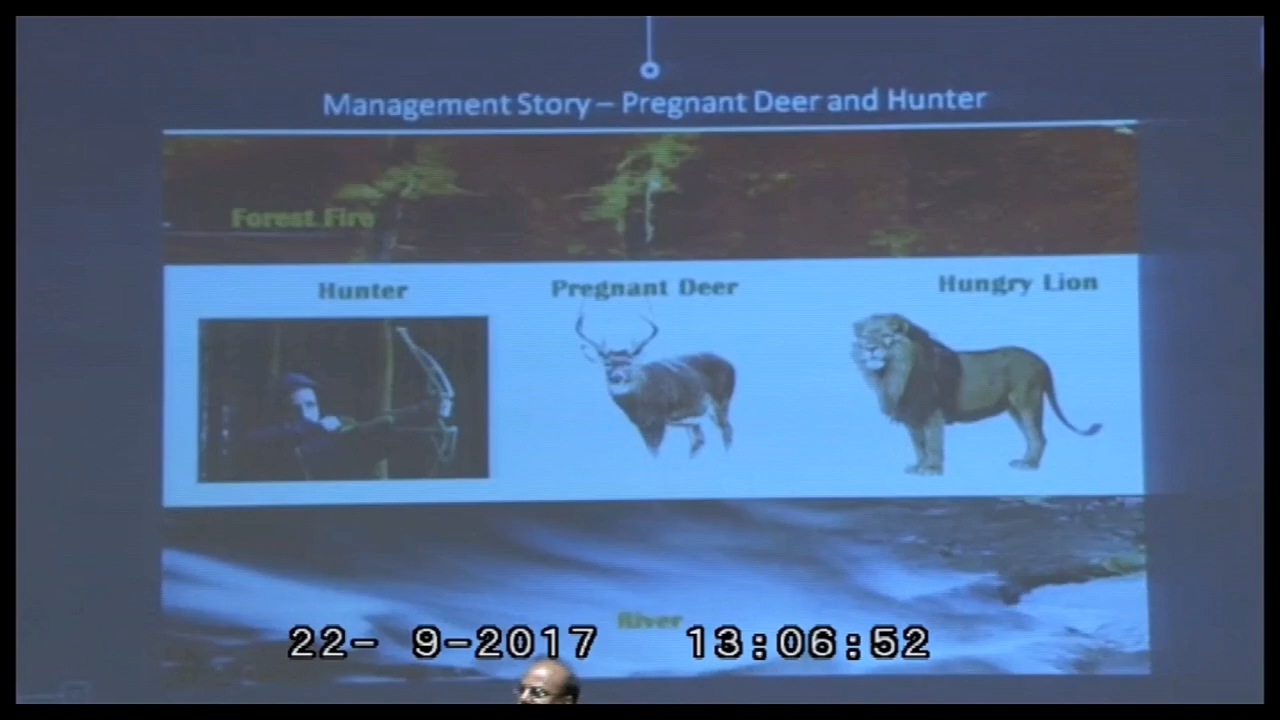 Management Story – Pregnant Deer and Hunter
Forest Fire
Hunter
Pregnant Deer
Hungry Lion
River
22- 9-2017 13:06:52